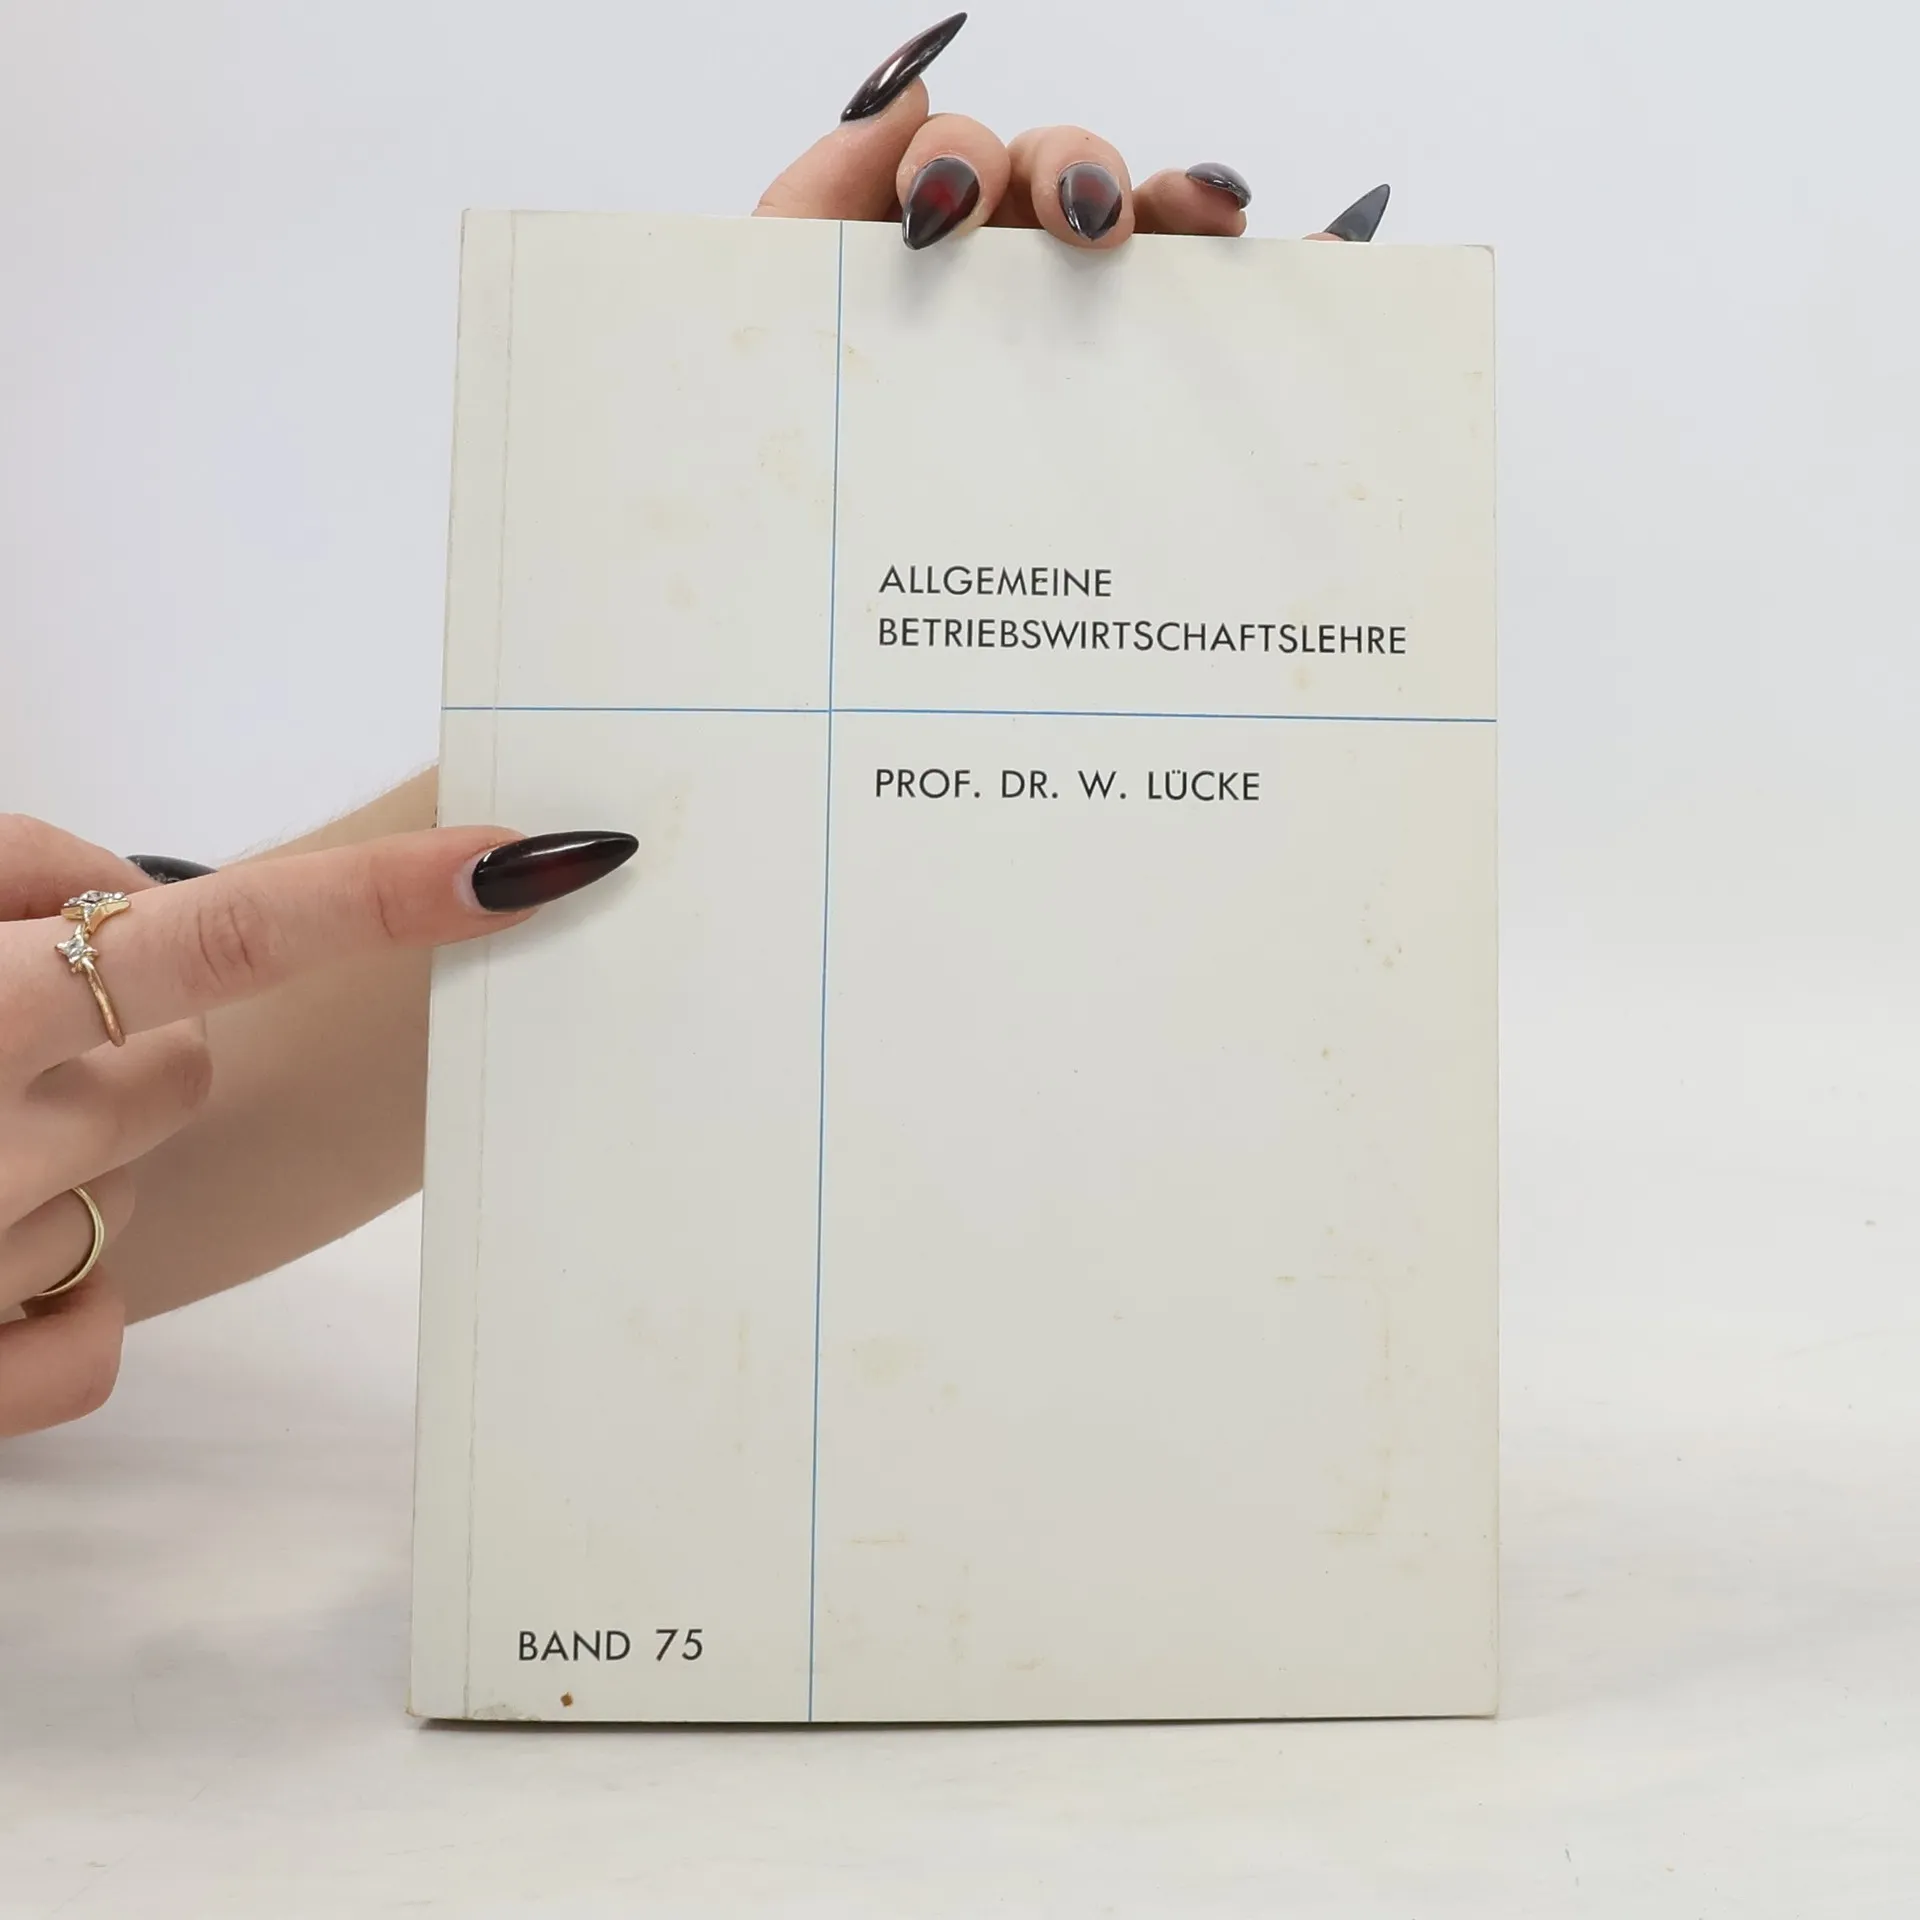 ALLGEMEINE
BETRIEBSWIRTSCHAFTSLEHRE
PROF. DR. W. LÜCKE
BAND 75